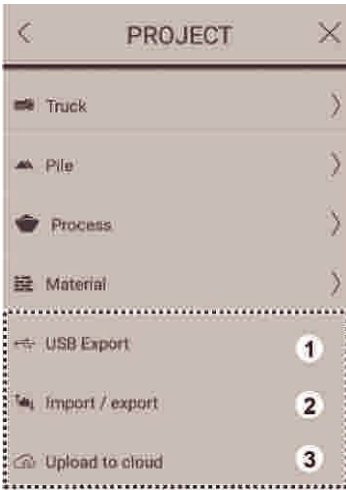 PROJECT
Truck
Pile
Process
Material
USB Export
1
Import / export
2
Upload to cloud
3